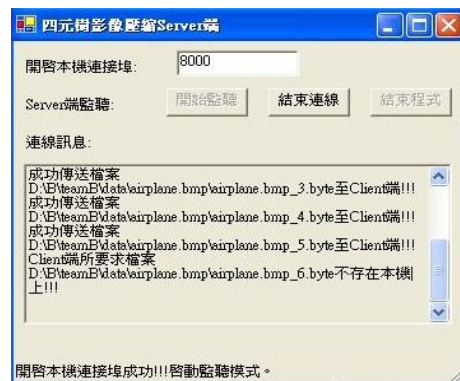 四元樹影像壓縮Server端
開啟本機連接埠: 8000
Server端監聽: 開始監聽 結束連線 結束程式
連線訊息:
成功傳送檔案
D:\B\teamB\data\airplane.bmp\airplane.bmp_3.byte至Client端!!!
成功傳送檔案
D:\B\teamB\data\airplane.bmp\airplane.bmp_4.byte至Client端!!!
成功傳送檔案
D:\B\teamB\data\airplane.bmp\airplane.bmp_5.byte至Client端!!!
Client端所要求檔案
D:\B\teamB\data\airplane.bmp\airplane.bmp_6.byte不存在本機
上!!!
開啟本機連接埠成功!!!啟動監聽模式。